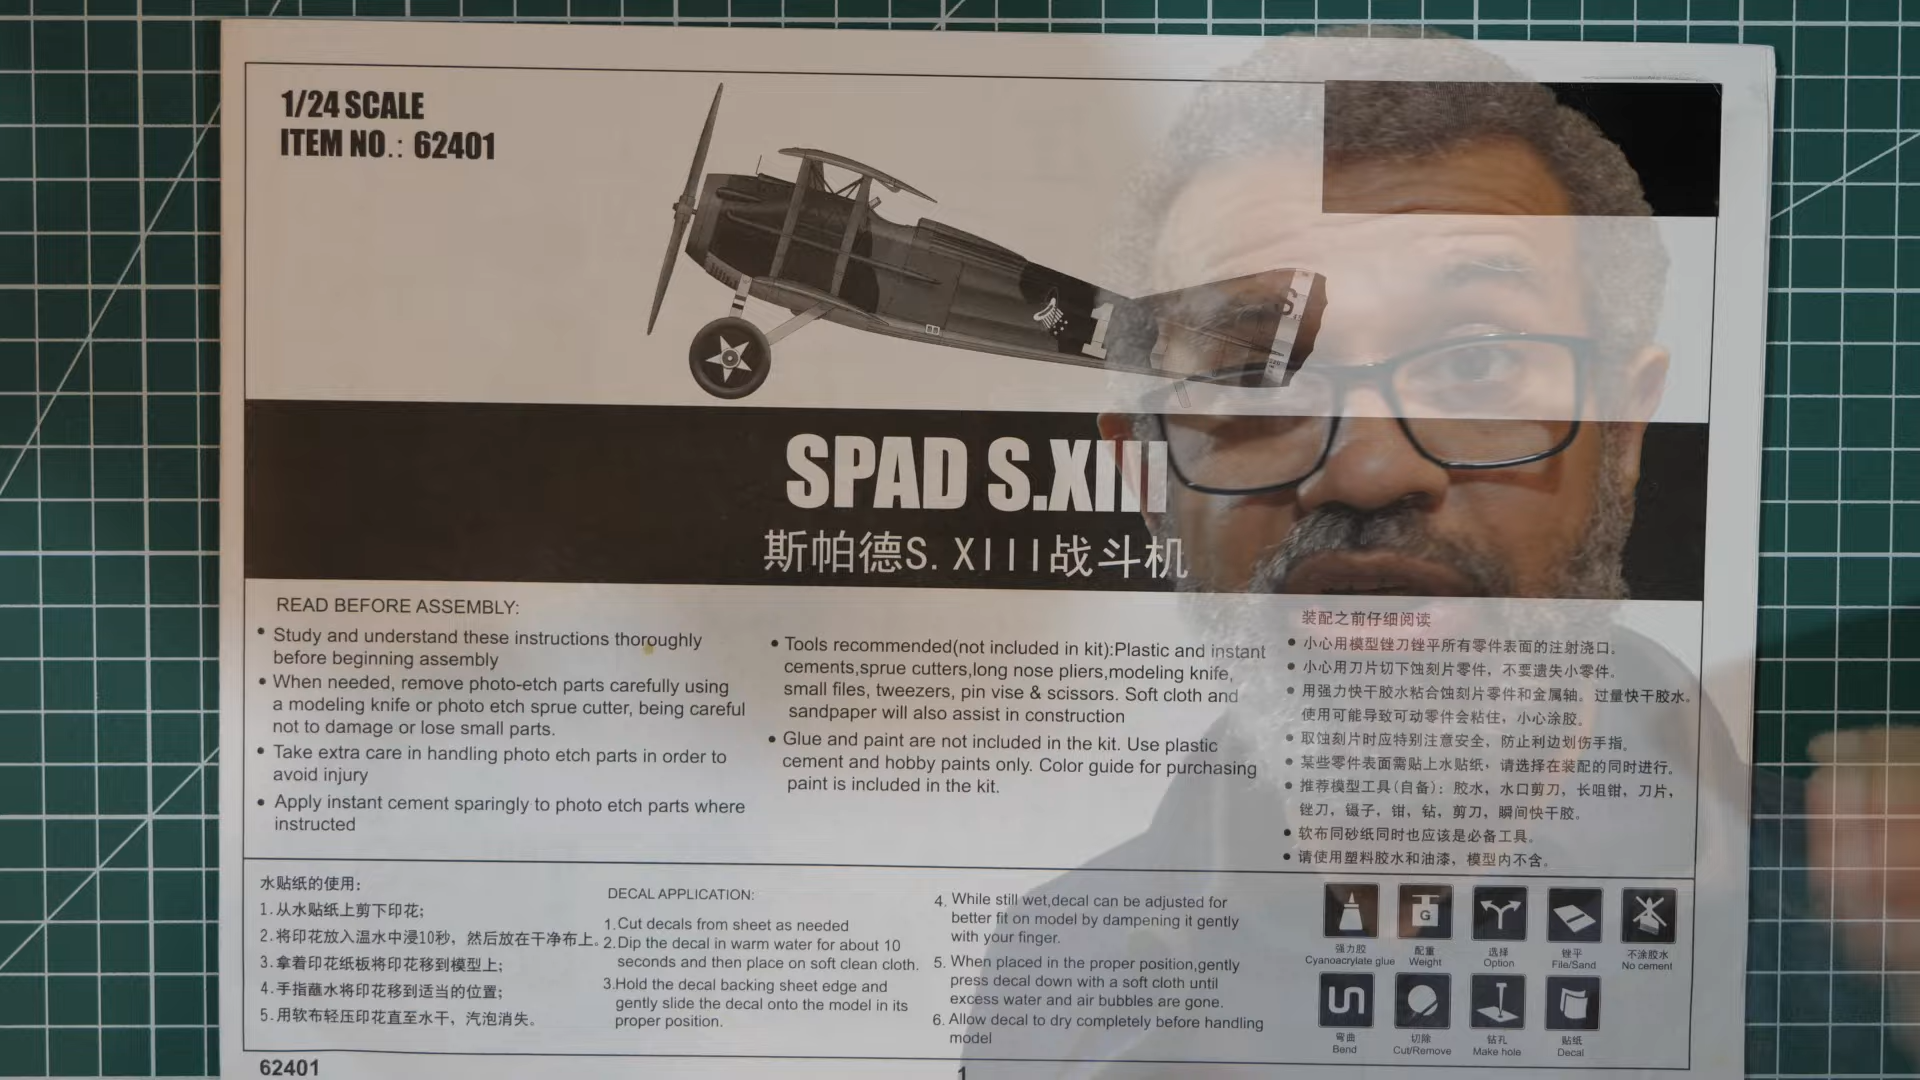 1/24 SCALE
ITEM NO.: 62401
1
S
SPAD S.XIII
斯帕德S. XIII战斗机
READ BEFORE ASSEMBLY:
• Study and understand these instructions thoroughly
before beginning assembly
• When needed, remove photo-etch parts carefully using
a modeling knife or photo etch sprue cutter, being careful
not to damage or lose small parts.
• Take extra care in handling photo etch parts in order to
avoid injury
• Apply instant cement sparingly to photo etch parts where
instructed
• Tools recommended(not included in kit):Plastic and instant
cements,sprue cutters,long nose pliers,modeling knife,
small files, tweezers, pin vise & scissors. Soft cloth and
sandpaper will also assist in construction
• Glue and paint are not included in the kit. Use plastic
cement and hobby paints only. Color guide for purchasing
paint is included in the kit.
装配之前仔细阅读
• 小心用模型锉刀锉平所有零件表面的注射浇口。
• 小心用刀片切下蚀刻片零件，不要遗失小零件。
• 用强力快干胶水粘合蚀刻片零件和金属轴。过量快干胶水。
使用可能导致可动零件会粘住，小心涂胶。
• 取蚀刻片时应特别注意安全，防止利边划伤手指。
• 某些零件表面需贴上水贴纸，请选择在装配的同时进行。
• 推荐模型工具(自备)：胶水，水口剪刀，长咀钳，刀片，
锉刀，镊子，钳，钻，剪刀，瞬间快干胶。
• 软布同砂纸同时也应该是必备工具。
• 请使用塑料胶水和油漆，模型内不含。
水贴纸的使用：
1.从水贴纸上剪下印花；
2.将印花放入温水中浸10秒，然后放在干净布上。
3.拿着印花纸板将印花移到模型上；
4.手指蘸水将印花移到适当的位置；
5.用软布轻压印花直至水干，汽泡消失。
DECAL APPLICATION:
1.Cut decals from sheet as needed
2.Dip the decal in warm water for about 10
seconds and then place on soft clean cloth.
3.Hold the decal backing sheet edge and
gently slide the decal onto the model in its
proper position.
4. While still wet,decal can be adjusted for
better fit on model by dampening it gently
with your finger.
5. When placed in the proper position,gently
press decal down with a soft cloth until
excess water and air bubbles are gone.
6. Allow decal to dry completely before handling
model
G
强力胶
Cyanoacrylate glue
配重
Weight
选择
Option
锉平
File/Sand
不涂胶水
No cement
弯曲
Bend
切除
Cut/Remove
钻孔
Make hole
贴纸
Decal
62401
1